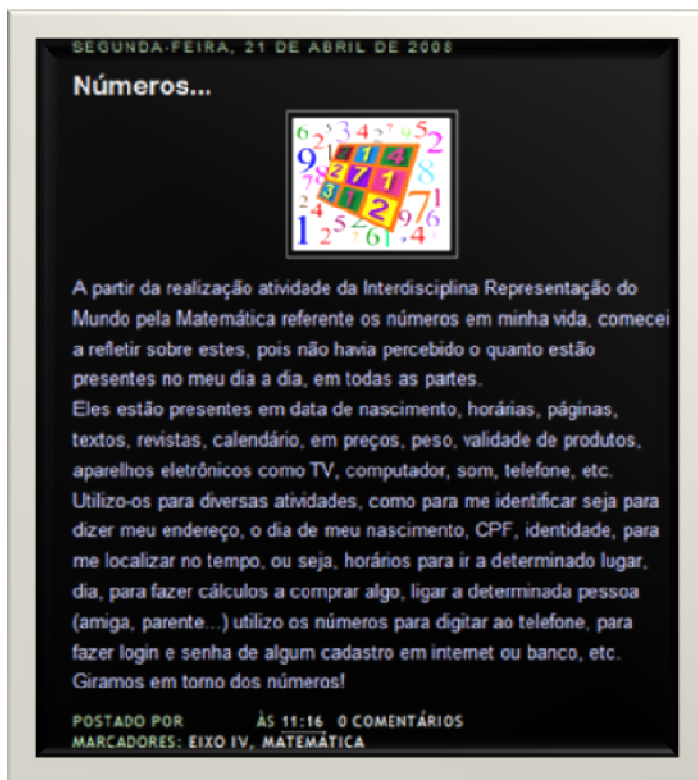 SEGUNDA-FEIRA, 21 DE ABRIL DE 2008
Números...
A partir da realização atividade da Interdisciplina Representação do
Mundo pela Matemática referente os números em minha vida, comecei
a refletir sobre estes, pois não havia percebido o quanto estão
presentes no meu dia a dia, em todas as partes.
Eles estão presentes em data de nascimento, horárias, páginas,
textos, revistas, calendário, em preços, peso, validade de produtos,
aparelhos eletrônicos como TV, computador, som, telefone, etc.
Utilizo-os para diversas atividades, como para me identificar seja para
dizer meu endereço, o dia de meu nascimento, CPF, identidade, para
me localizar no tempo, ou seja, horários para ir a determinado lugar,
dia, para fazer cálculos a comprar algo, ligar a determinada pessoa
(amiga, parente...) utilizo os números para digitar ao telefone, para
fazer login e senha de algum cadastro em internet ou banco, etc.
Giramos em torno dos números!
POSTADO POR ÀS 11:16 0 COMENTÁRIOS
MARCADORES: EIXO IV, MATEMÁTICA